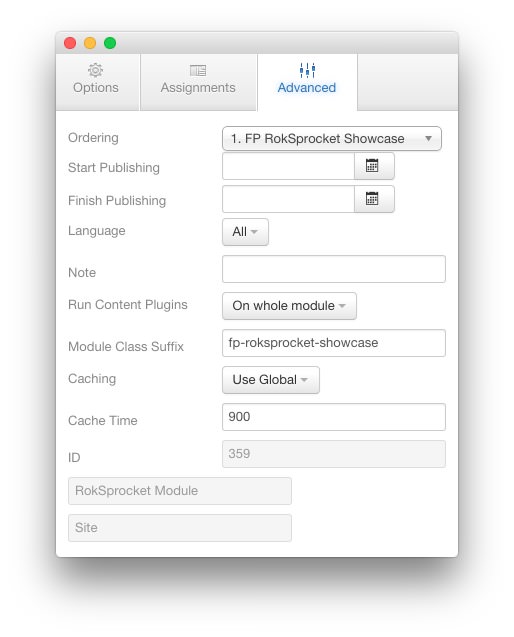 Options Assignments Advanced
Ordering 1. FP RokSprocket Showcase
Start Publishing
Finish Publishing
Language All
Note
Run Content Plugins On whole module
Module Class Suffix fp-roksprocket-showcase
Caching Use Global
Cache Time 900
ID 359
RokSprocket Module
Site